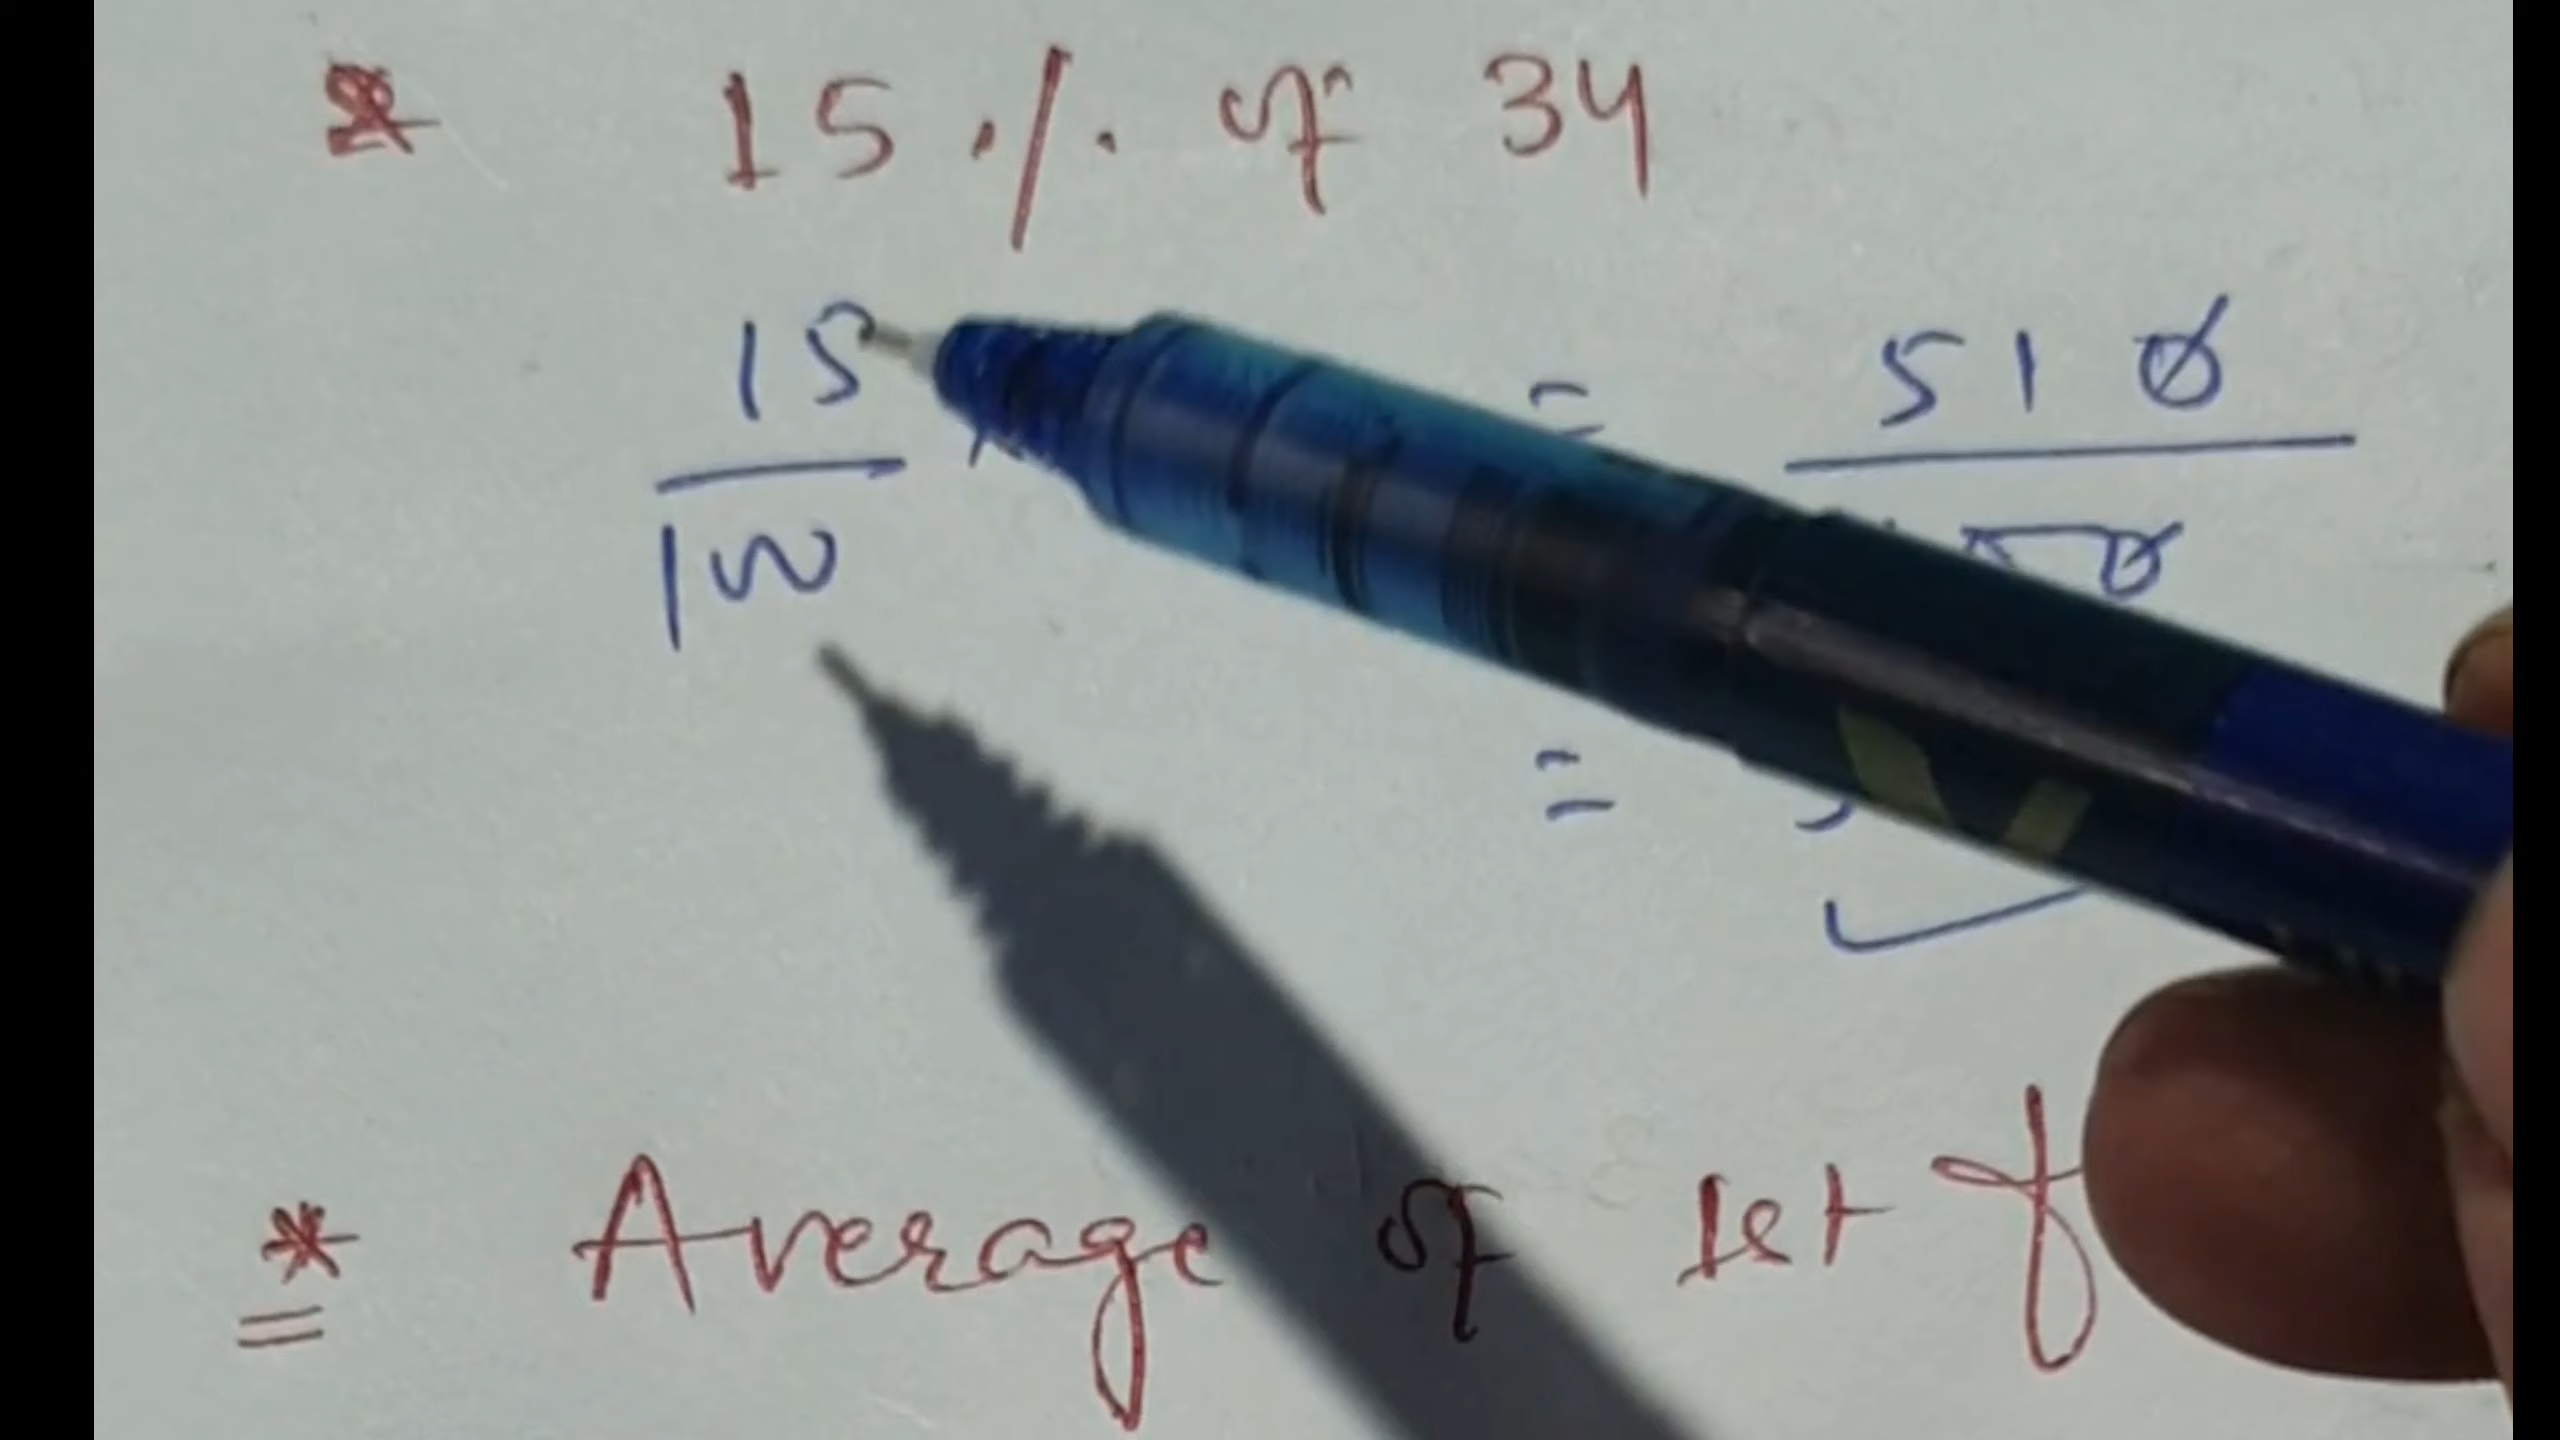 * 15 % of 34
15 = 510
100
=
* Average of 1st